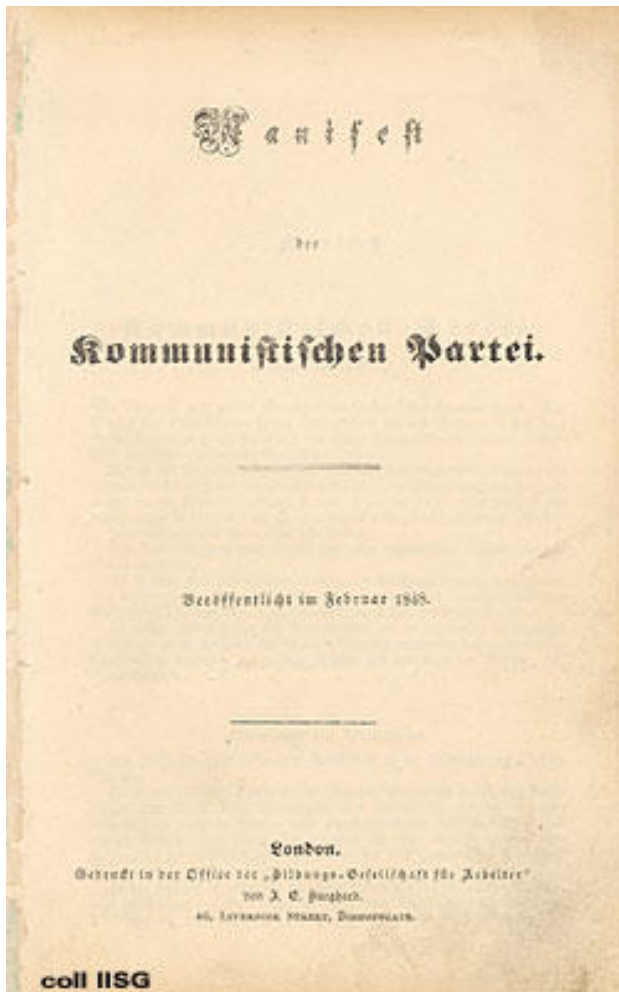 Manifest
der
Kommunistischen Partei.
Veröffentlicht im Februar 1848.
London.
Gedruckt in der Office der „Bildungs-Gesellschaft für Arbeiter"
von J. E. Burghard.
46, LIVERPOOL STREET, BISHOPSGATE.
coll IISG